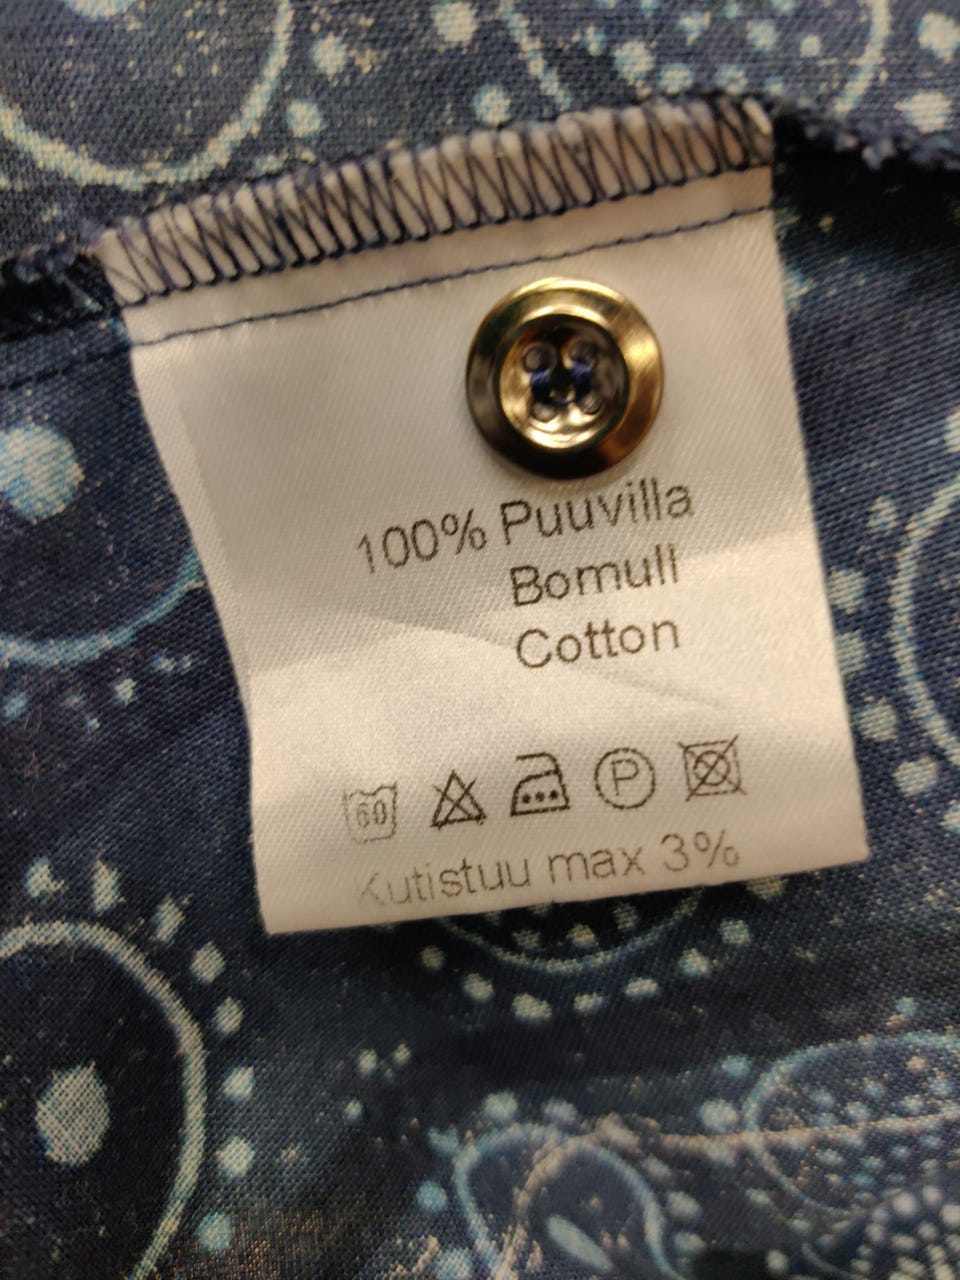 100% Puuvilla
Bomull
Cotton
60 P
Kutistuu max 3%